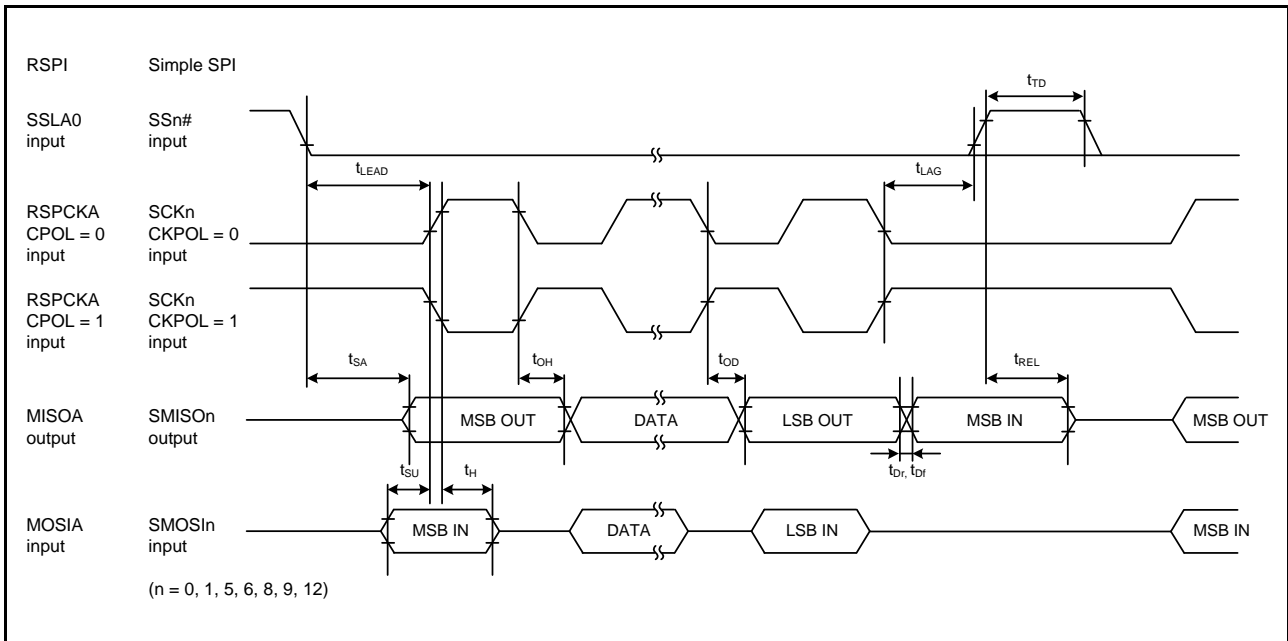 RSPI Simple SPI
tTD
SSLA0 SSn#
input input
tLEAD tLAG
RSPCKA SCKn
CPOL = 0 CKPOL = 0
input input
RSPCKA SCKn
CPOL = 1 CKPOL = 1
input input
tSA tOH tOD tREL
MISOA SMISOn
output output
MSB OUT DATA LSB OUT MSB IN MSB OUT
tSU tH tDr, tDf
MOSIA SMOSIn
input input
MSB IN DATA LSB IN MSB IN
(n = 0, 1, 5, 6, 8, 9, 12)